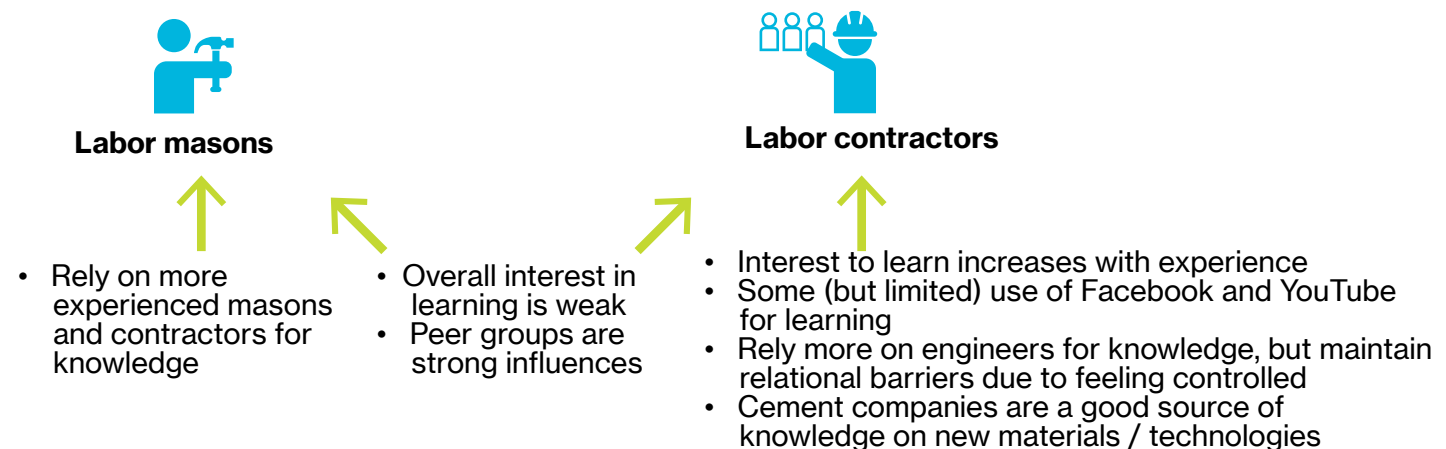 Labor masons
Labor contractors
• Rely on more
experienced masons
and contractors for
knowledge
• Overall interest in
learning is weak
• Peer groups are
strong influences
• Interest to learn increases with experience
• Some (but limited) use of Facebook and YouTube
for learning
• Rely more on engineers for knowledge, but maintain
relational barriers due to feeling controlled
• Cement companies are a good source of
knowledge on new materials / technologies